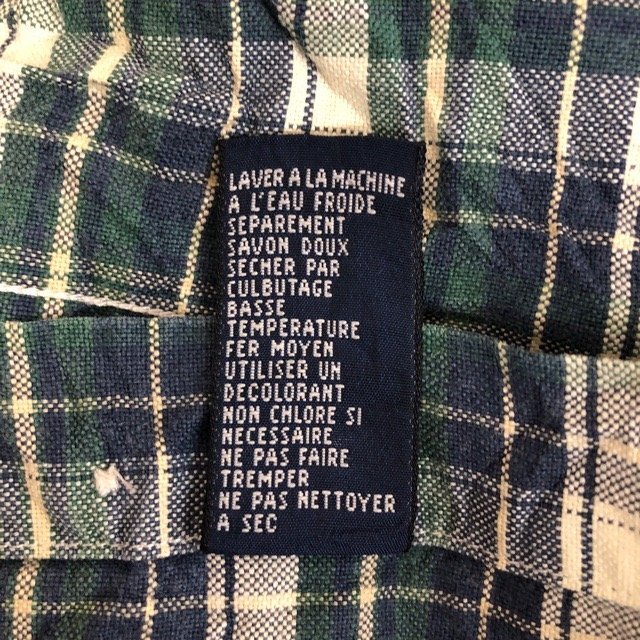 LAVER A LA MACHINE
A L'EAU FROIDE
SEPAREMENT
SAVON DOUX
SECHER PAR
CULBUTAGE
BASSE
TEMPERATURE
FER MOYEN
UTILISER UN
DECOLORANT
NON CHLORE SI
NECESSAIRE
NE PAS FAIRE
TREMPER
NE PAS NETTOYER
A SEC